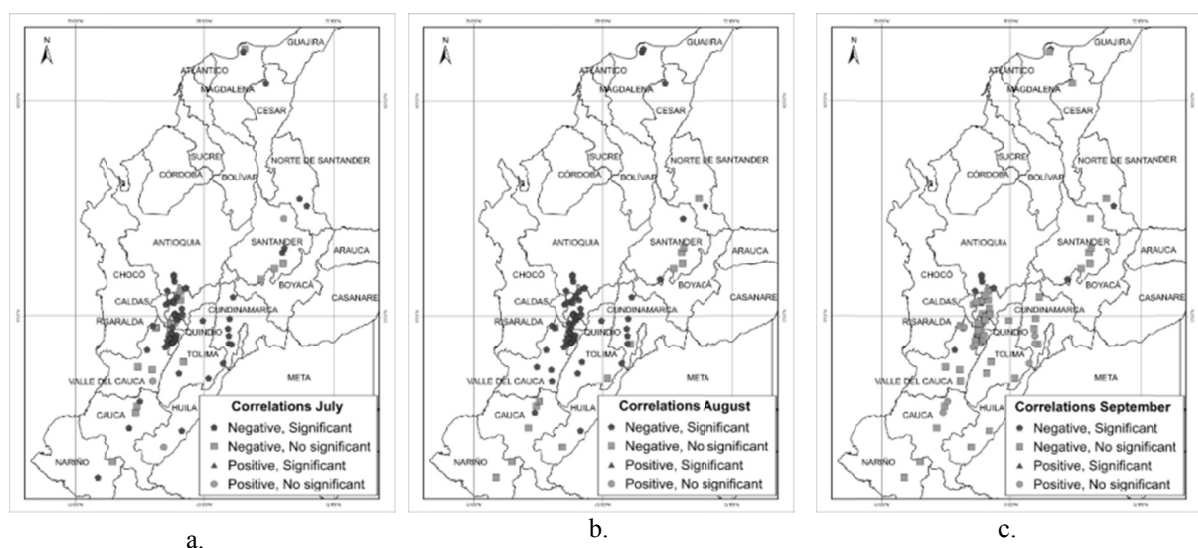 N
GUAJIRA
ATLÁNTICO
MAGDALENA
CESAR
SUCRE
NORTE DE SANTANDER
CÓRDOBA
BOLÍVAR
ANTIOQUIA
SANTANDER
ARAUCA
CHOCÓ
BOYACA
CALDAS
CASANARE
CUNDINAMARCA
RISARALDA
QUINDIO
TOLIMA
VALLE DEL CAUCA
META
HUILA
CAUCA
NARIÑO
Correlations July
Negative, Significant
Negative, No significant
Positive, Significant
Positive, No significant
a.
N
GUAJIRA
ATLÁNTICO
MAGDALENA
CESAR
SUCRE
NORTE DE SANTANDER
CÓRDOBA
BOLÍVAR
ANTIOQUIA
SANTANDER
ARAUCA
CHOCÓ
BOYACA
CALDAS
CASANARE
CUNDINAMARCA
RISARALDA
QUINDIO
TOLIMA
VALLE DEL CAUCA
META
HUILA
CAUCA
NARIÑO
Correlations August
Negative, Significant
Negative, No significant
Positive, Significant
Positive, No significant
b.
N
GUAJIRA
ATLÁNTICO
MAGDALENA
CESAR
SUCRE
NORTE DE SANTANDER
CÓRDOBA
BOLÍVAR
ANTIOQUIA
SANTANDER
ARAUCA
CHOCÓ
BOYACA
CALDAS
CASANARE
CUNDINAMARCA
RISARALDA
QUINDIO
TOLIMA
VALLE DEL CAUCA
META
HUILA
CAUCA
NARIÑO
Correlations September
Negative, Significant
Negative, No significant
Positive, Significant
Positive, No significant
c.